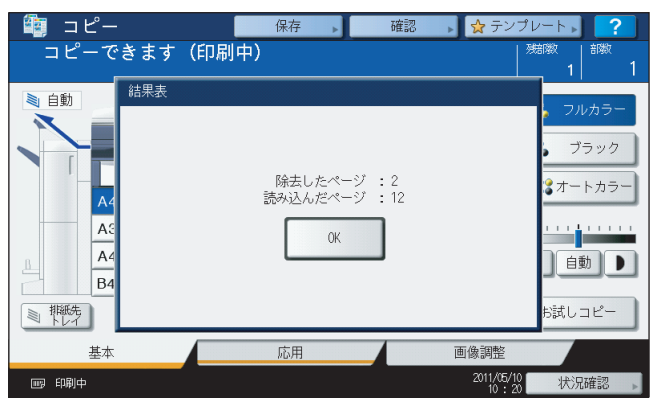 コピー
保存
確認
テンプレート
?
コピーできます (印刷中)
残部数
部数
1
1
自動
結果表
フルカラー
ブラック
オートカラー
除去したページ : 2
読み込んだページ : 12
OK
A4
A3
A4
B4
自動
排紙先
トレイ
お試しコピー
基本
応用
画像調整
印刷中
2011/05/10
10 : 20
状況確認